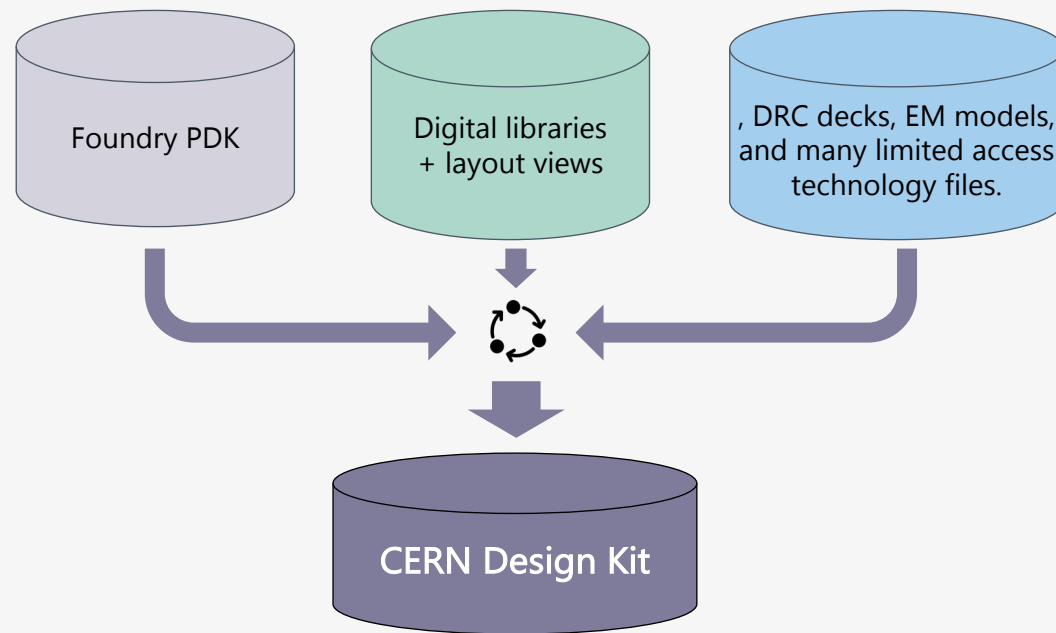 Foundry PDK
Digital libraries
+ layout views
, DRC decks, EM models,
and many limited access
technology files.
CERN Design Kit